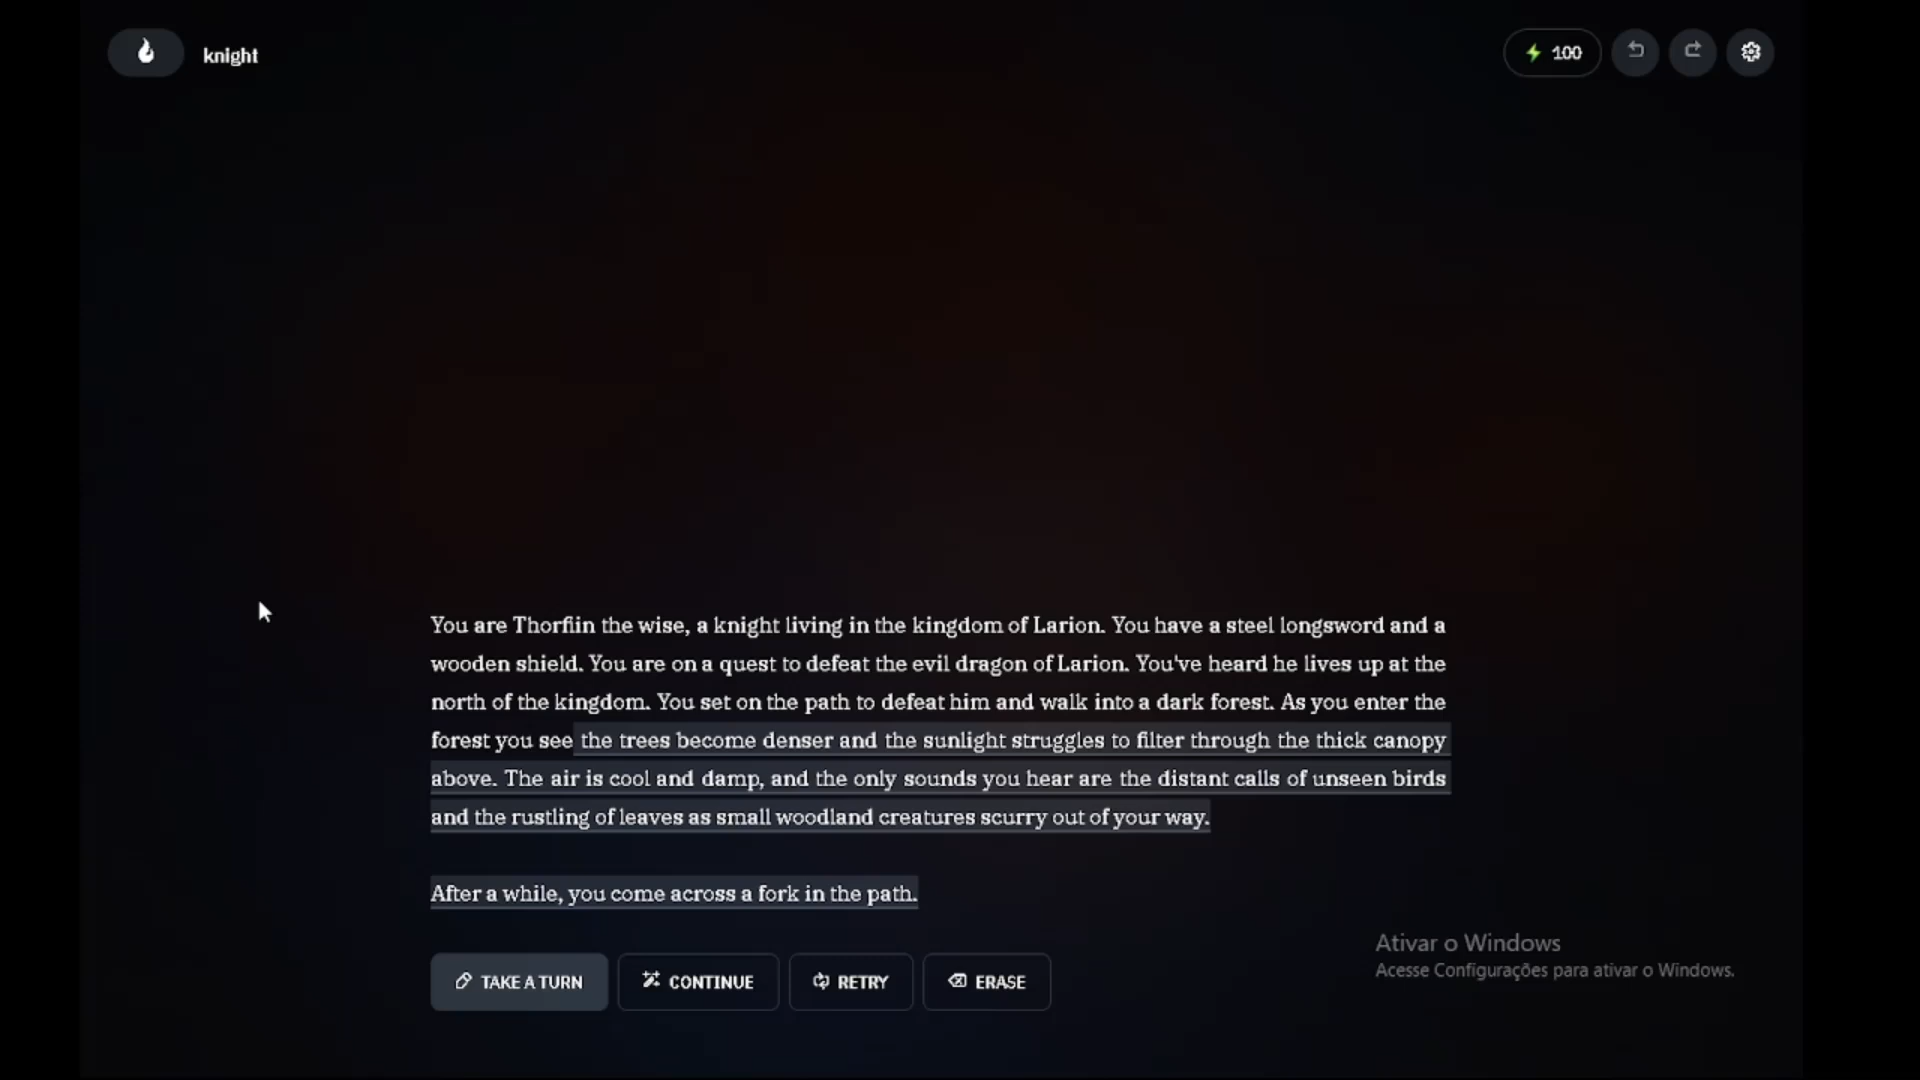 knight
100
You are Thorfiin the wise, a knight living in the kingdom of Larion. You have a steel longsword and a
wooden shield. You are on a quest to defeat the evil dragon of Larion. You've heard he lives up at the
north of the kingdom. You set on the path to defeat him and walk into a dark forest. As you enter the
forest you see the trees become denser and the sunlight struggles to filter through the thick canopy
above. The air is cool and damp, and the only sounds you hear are the distant calls of unseen birds
and the rustling of leaves as small woodland creatures scurry out of your way.
After a while, you come across a fork in the path.
Ativar o Windows
Acesse Configurações para ativar o Windows.
TAKE A TURN
CONTINUE
RETRY
ERASE